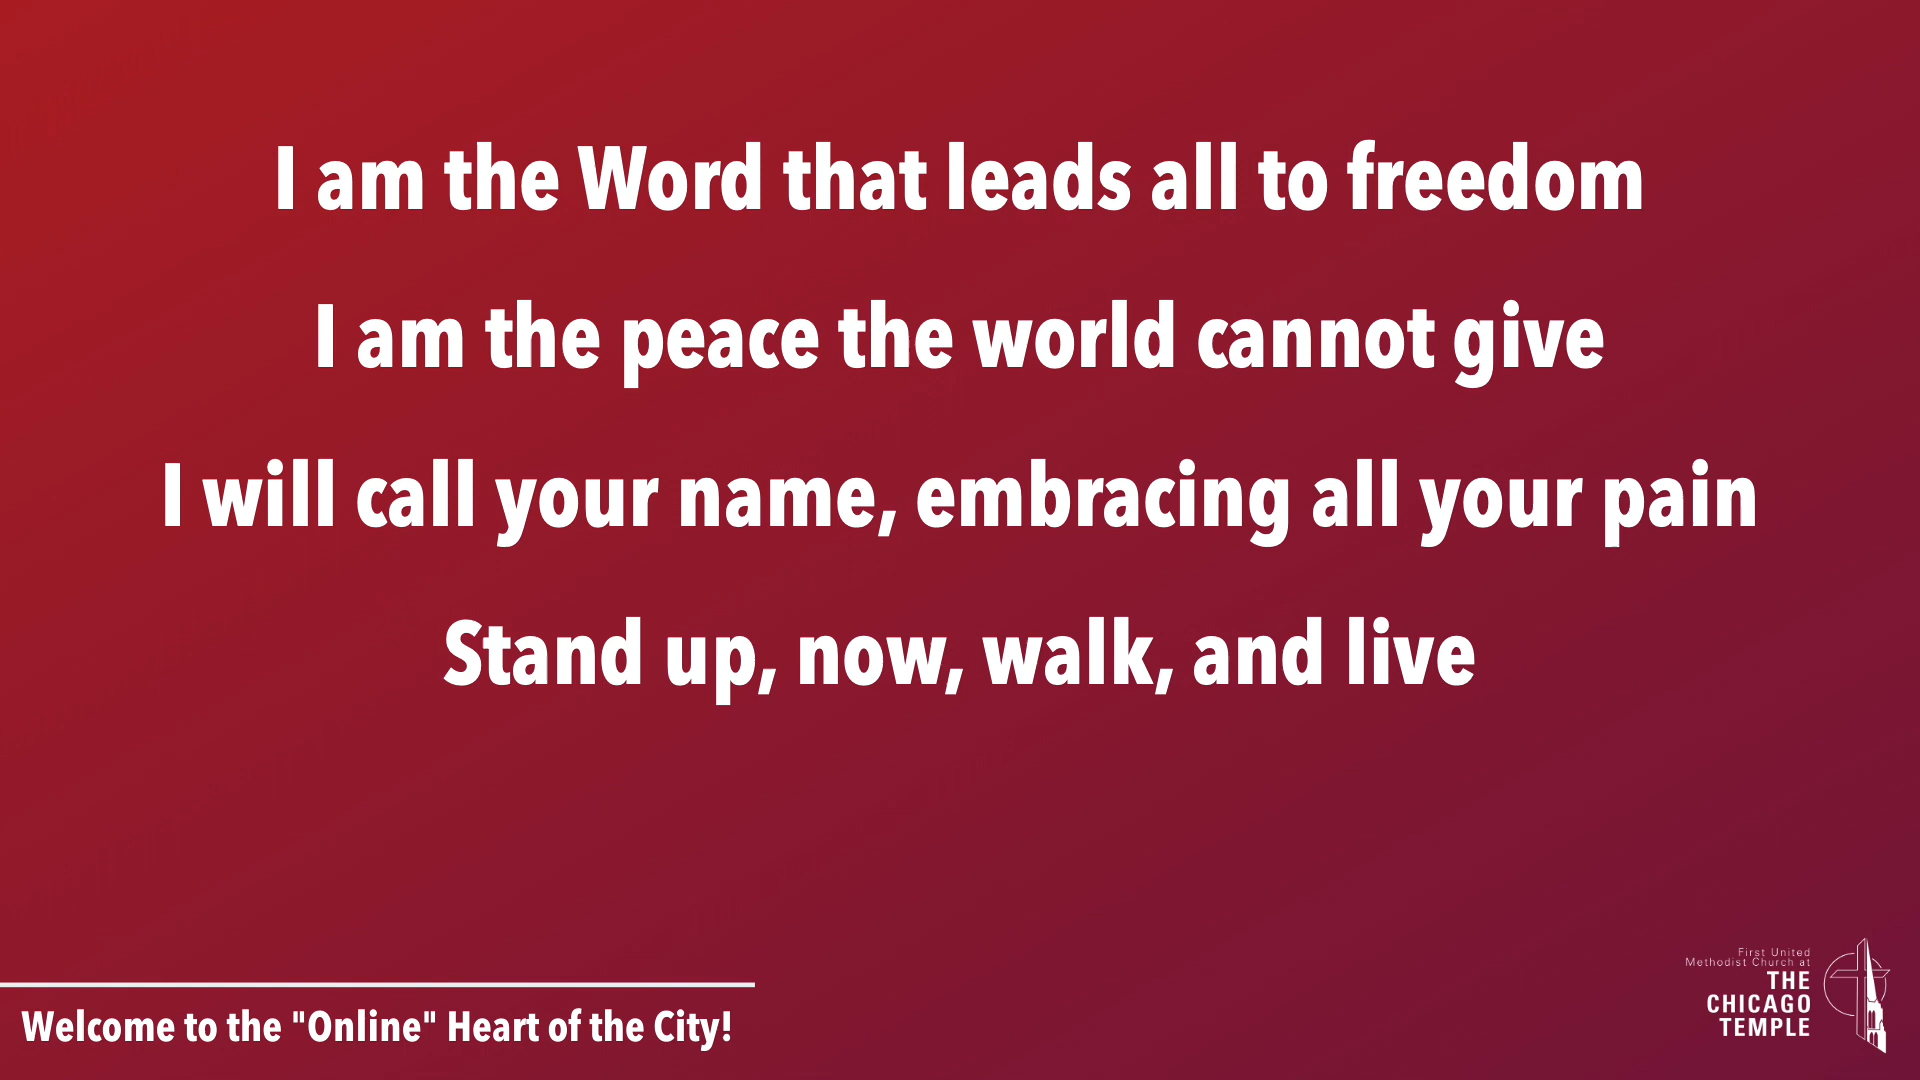 I am the Word that leads all to freedom
I am the peace the world cannot give
I will call your name, embracing all your pain
Stand up, now, walk, and live
Welcome to the "Online" Heart of the City!
First United
Methodist Church at
THE
CHICAGO
TEMPLE